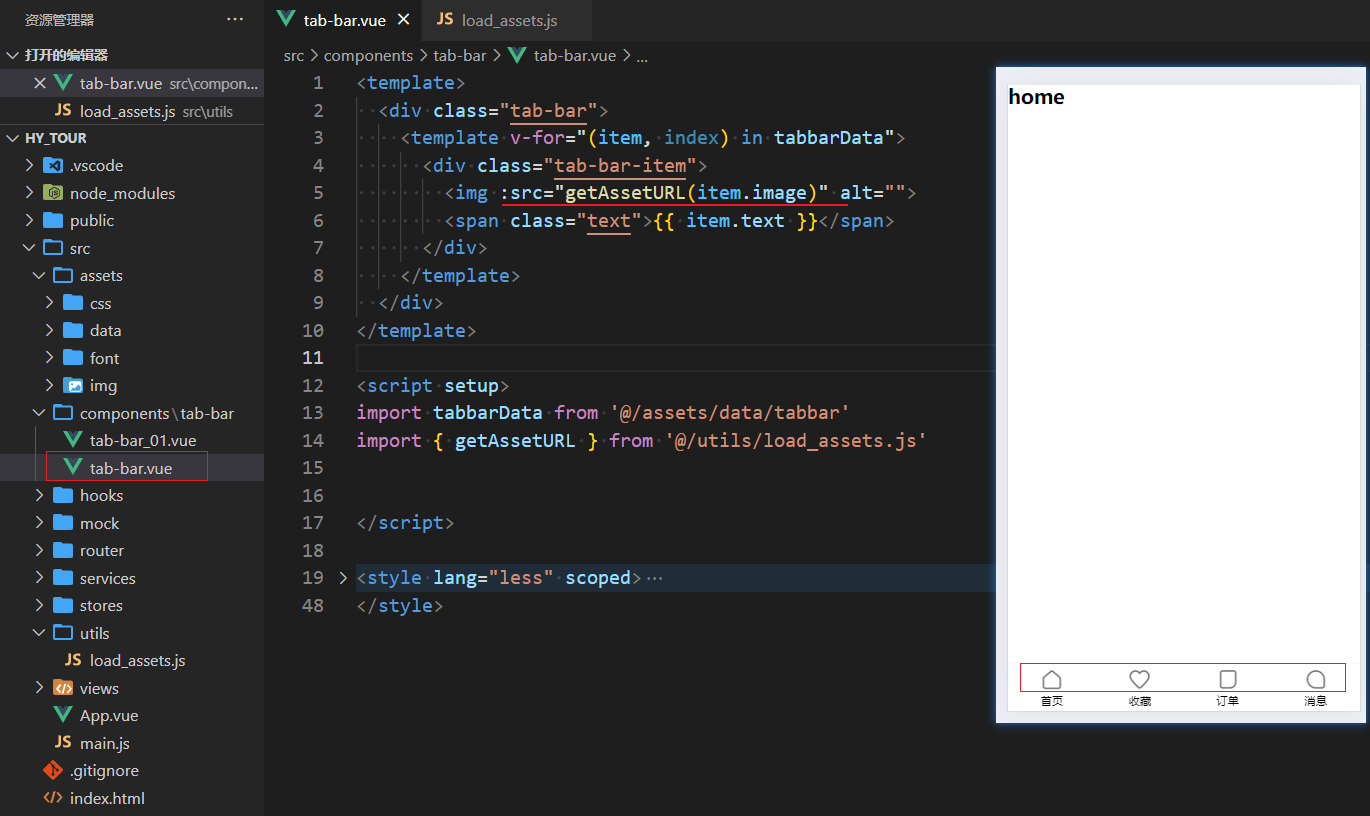 资源管理器 ···
打开的编辑器
tab-bar.vue src\compon...
JS load_assets.js src\utils
HY_TOUR
.vscode
node_modules
public
src
assets
css
data
font
img
components\tab-bar
tab-bar_01.vue
tab-bar.vue
hooks
mock
router
services
stores
utils
JS load_assets.js
views
App.vue
JS main.js
.gitignore
index.html
tab-bar.vue
JS load_assets.js
src > components > tab-bar > tab-bar.vue > ...
1 <template>
2 <div class="tab-bar">
3 <template v-for="(item, index) in tabbarData">
4 <div class="tab-bar-item">
5 <img :src="getAssetURL(item.image)" alt="">
6 <span class="text">{{ item.text }}</span>
7 </div>
8 </template>
9 </div>
10 </template>
11
12 <script setup>
13 import tabbarData from '@/assets/data/tabbar'
14 import { getAssetURL } from '@/utils/load_assets.js'
15
16
17 </script>
18
19 <style lang="less" scoped> ···
48 </style>
home
首页 收藏 订单 消息